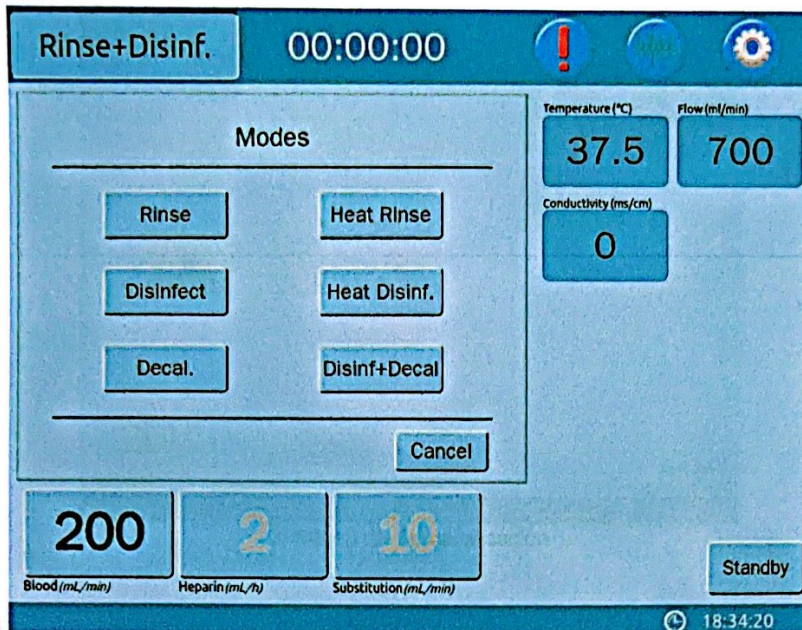 Rinse+Disinf. 00:00:00
Temperature (°C) Flow (ml/min)
37.5 700
Conductivity (ms/cm)
0
Modes
Rinse Heat Rinse
Disinfect Heat Disinf.
Decal. Disinf+Decal
Cancel
200 2 10
Blood (mL/min) Heparin (mL/h) Substitution (mL/min)
Standby
18:34:20